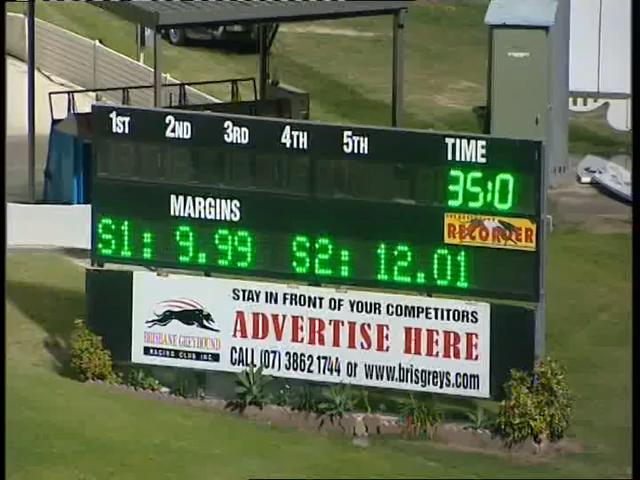 1ST 2ND 3RD 4TH 5TH TIME
35:0
MARGINS
RECORTER
S1: 9.99 S2: 12.01
STAY IN FRONT OF YOUR COMPETITORS
ADVERTISE HERE
BRISBANE GREYHOUND
RACING CLUB INC.
CALL (07) 3862 1744 or www.brisgreys.com